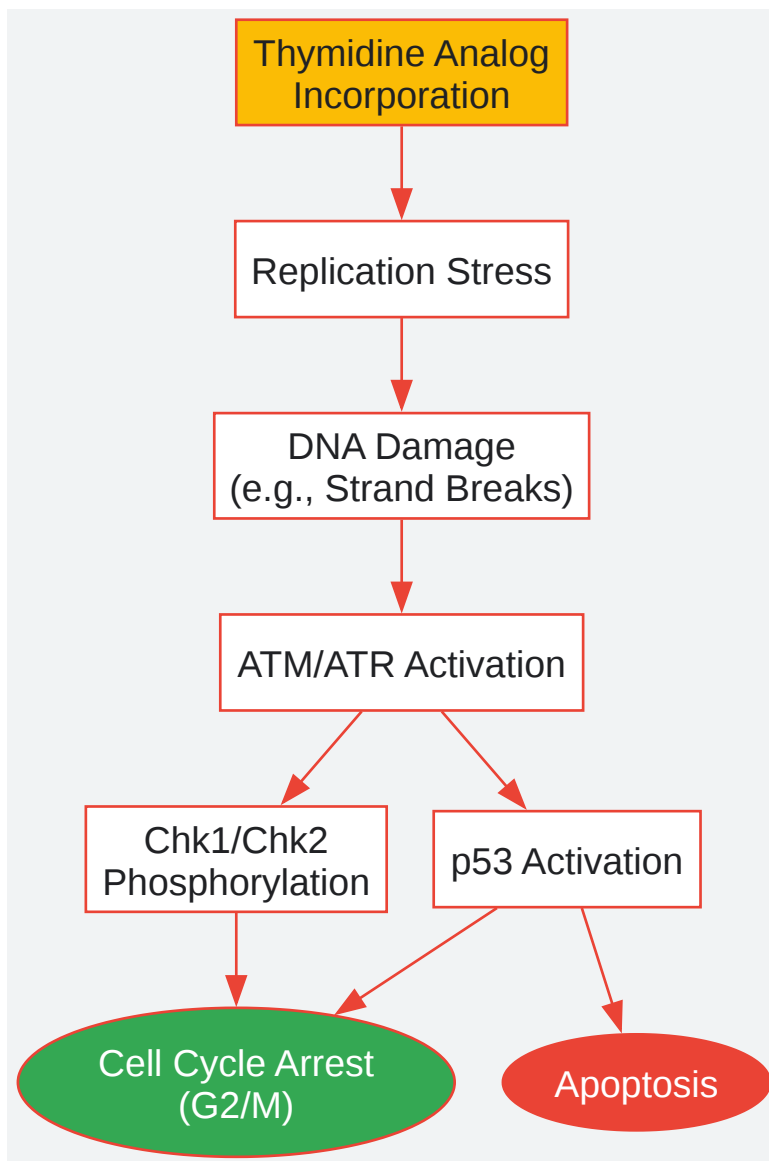 Thymidine Analog
Incorporation
Replication Stress
DNA Damage
(e.g., Strand Breaks)
ATM/ATR Activation
Chk1/Chk2
Phosphorylation
p53 Activation
Cell Cycle Arrest
(G2/M)
Apoptosis